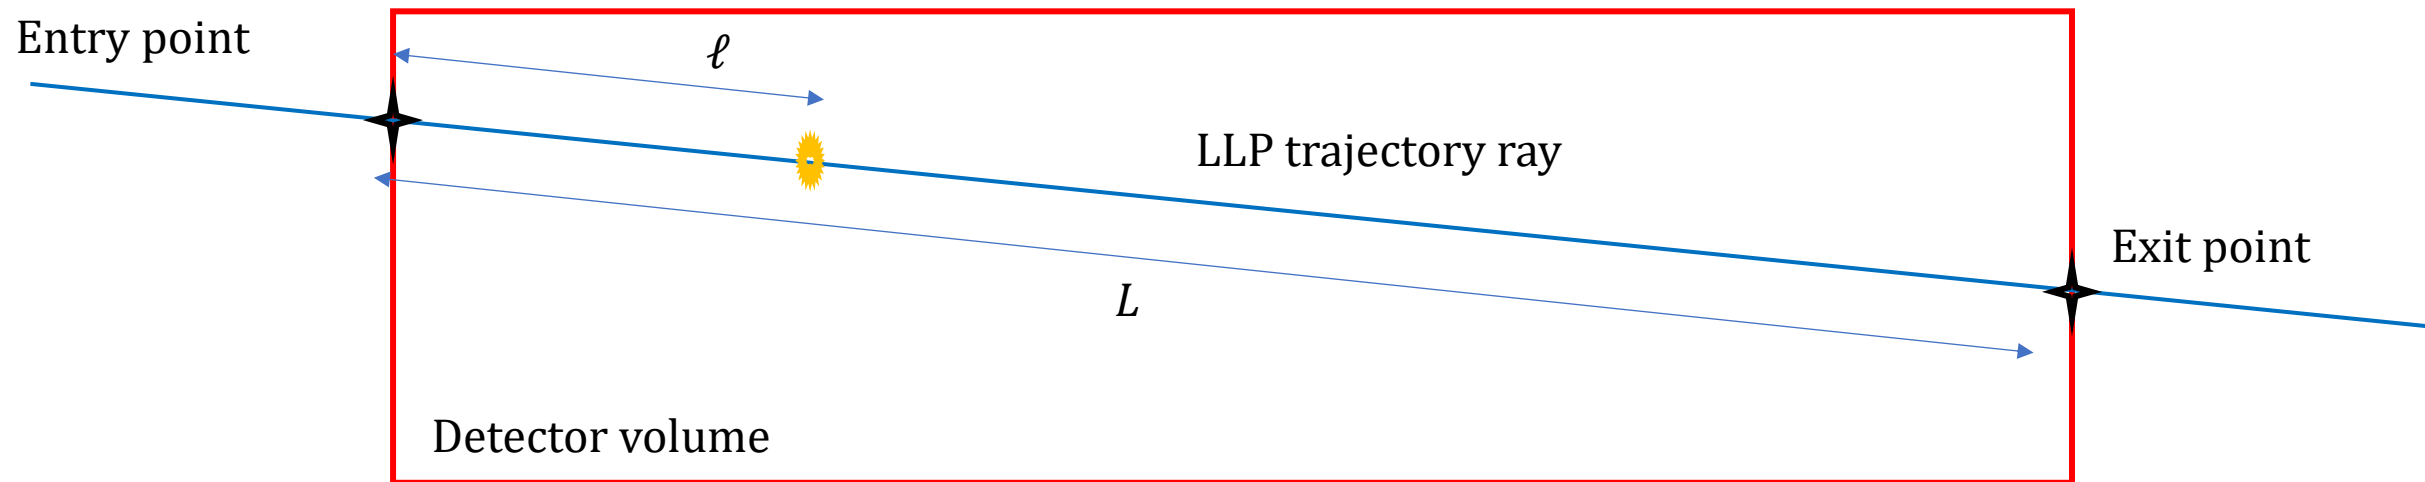 Entry point
ℓ
LLP trajectory ray
Exit point
L
Detector volume